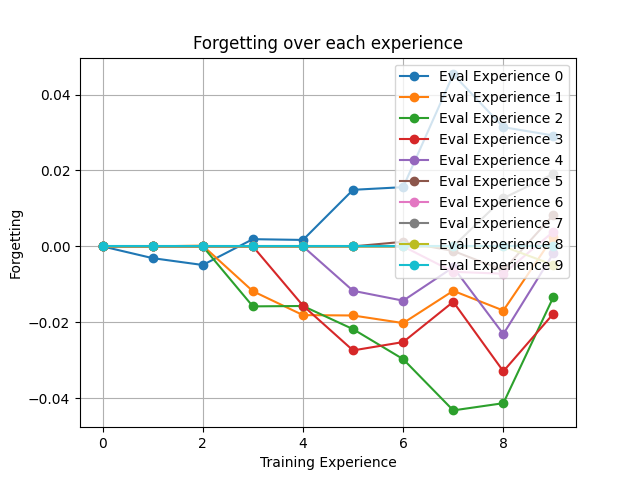 Forgetting over each experience
Eval Experience 0
Eval Experience 1
Eval Experience 2
Eval Experience 3
Eval Experience 4
Eval Experience 5
Eval Experience 6
Eval Experience 7
Eval Experience 8
Eval Experience 9
Forgetting
0.04
0.02
0.00
−0.02
−0.04
0 2 4 6 8
Training Experience